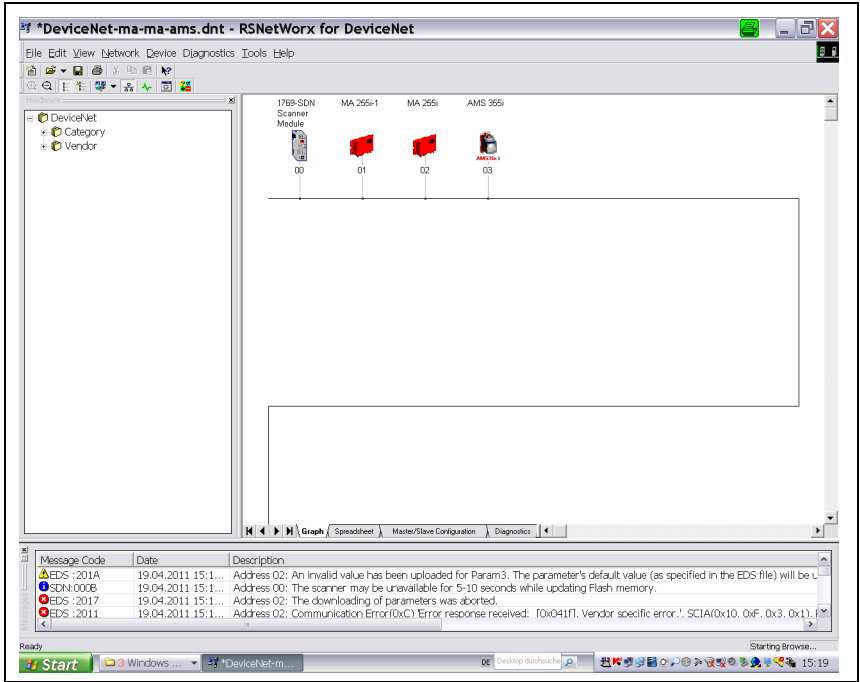 *DeviceNet-ma-ma-ams.dnt - RSNetWorx for DeviceNet
File Edit View Network Device Diagnostics Tools Help
Hardware
DeviceNet
Category
Vendor
1769-SDN Scanner Module
MA 255i-1
MA 255i
AMS 355i
AMS35x i
00
01
02
03
Graph
Spreadsheet
Master/Slave Configuration
Diagnostics
Message Code Date Description
EDS :201A 19.04.2011 15:1... Address 02: An invalid value has been uploaded for Param3. The parameter's default value (as specified in the EDS file) will be u
SDN:000B 19.04.2011 15:1... Address 00: The scanner may be unavailable for 5-10 seconds while updating Flash memory.
EDS :2017 19.04.2011 15:1... Address 02: The downloading of parameters was aborted.
EDS :2011 19.04.2011 15:1... Address 02: Communication Error(0xC) 'Error response received: [0x041f]. Vendor specific error.'. SCIA(0x10, 0xF, 0x3, 0x1).
Messages
Ready
Starting Browse...
Start
3 Windows ...
*DeviceNet-m...
DE
Desktop durchsuche
15:19